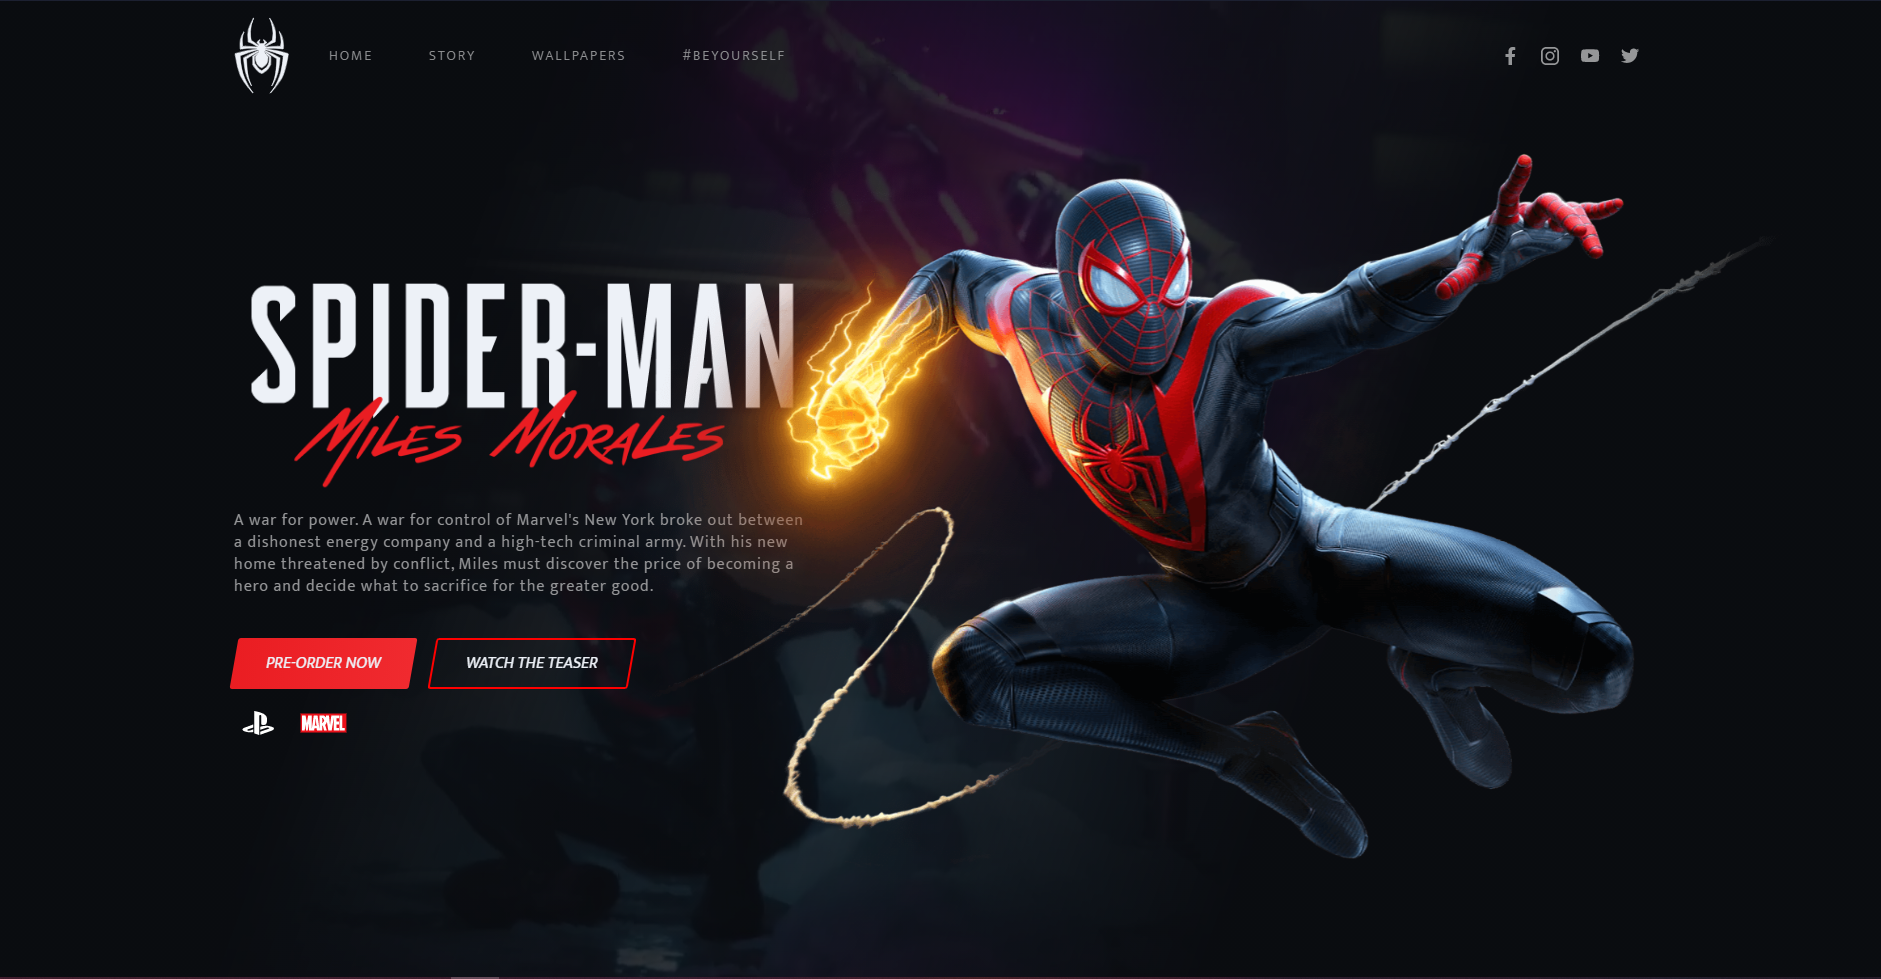 HOME STORY WALLPAPERS #BEYOURSELF
SPIDER-MAN
MILES MORALES
A war for power. A war for control of Marvel's New York broke out between
a dishonest energy company and a high-tech criminal army. With his new
home threatened by conflict, Miles must discover the price of becoming a
hero and decide what to sacrifice for the greater good.
PRE-ORDER NOW WATCH THE TEASER
MARVEL